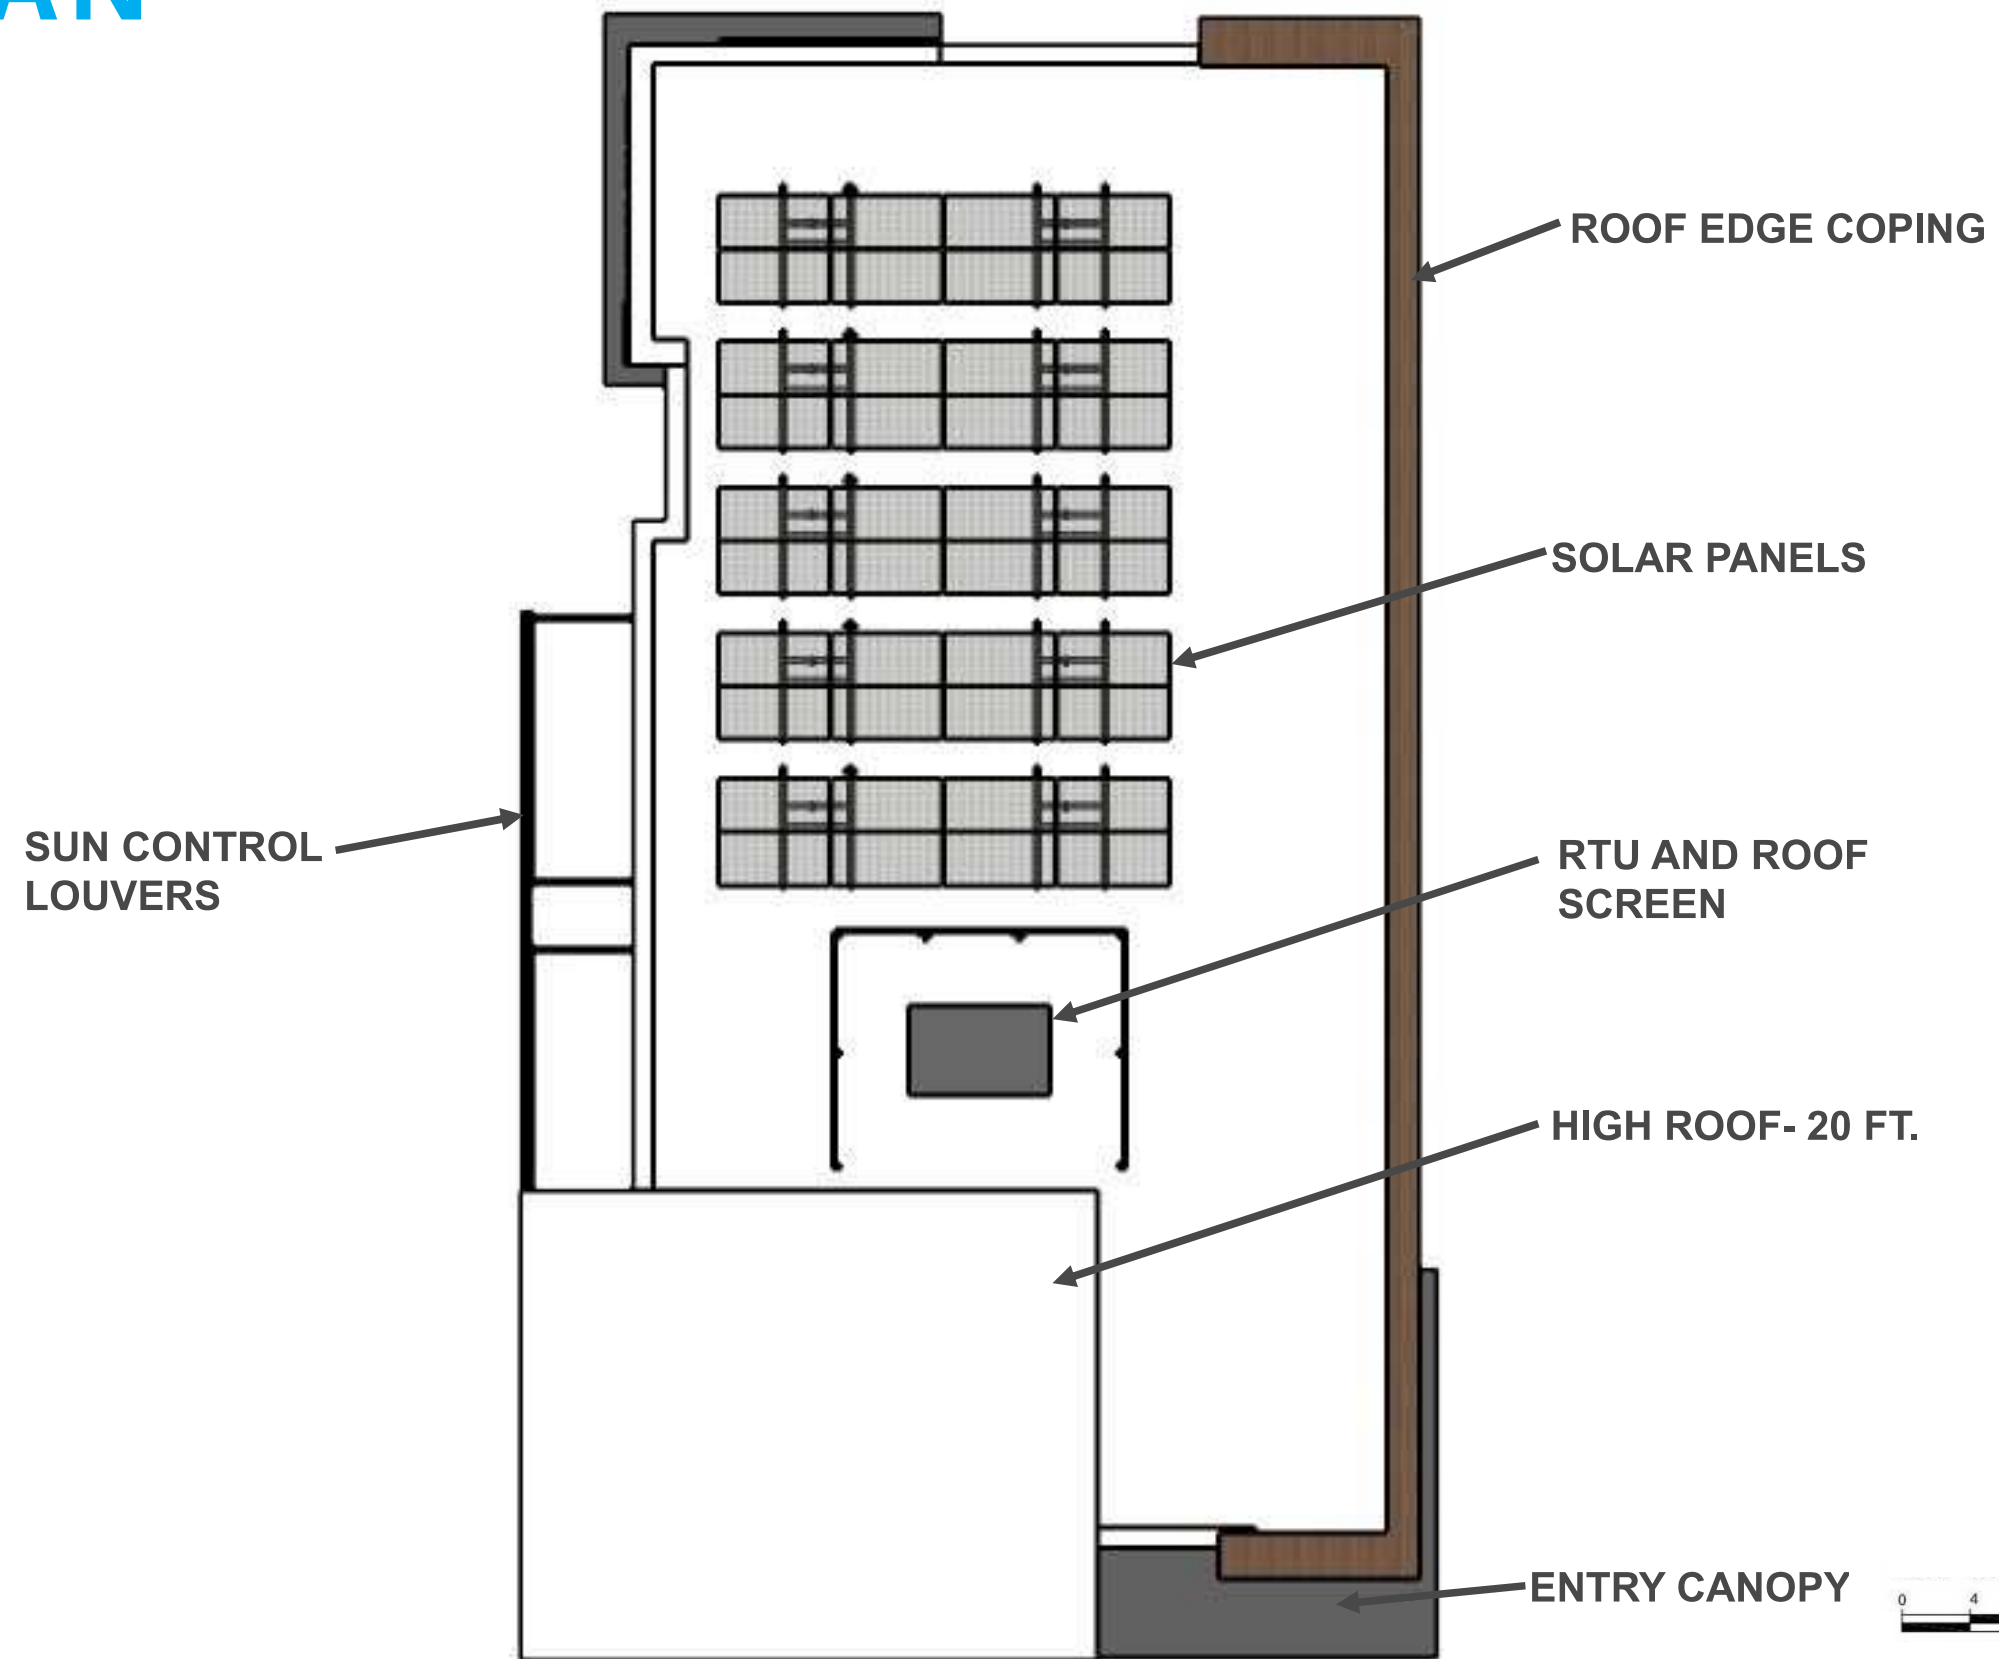 AN
ROOF EDGE COPING
SOLAR PANELS
SUN CONTROL
LOUVERS
RTU AND ROOF
SCREEN
HIGH ROOF- 20 FT.
ENTRY CANOPY
0 4